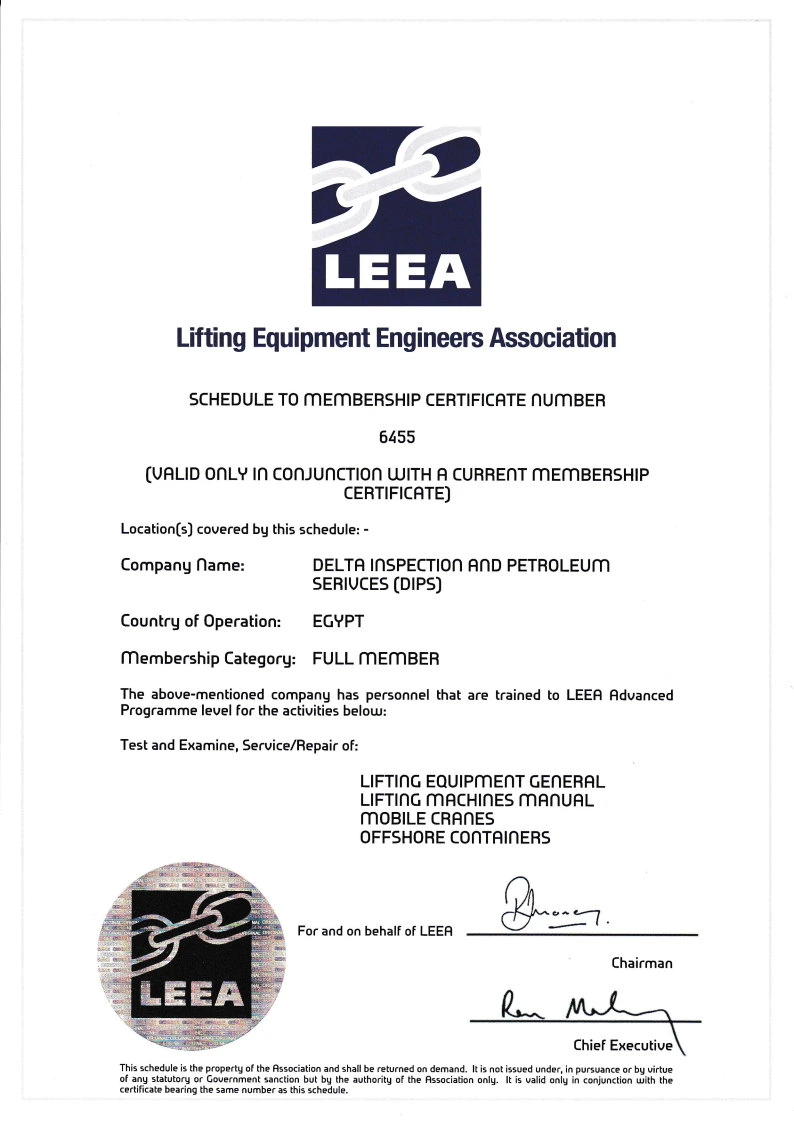 LEEA
Lifting Equipment Engineers Association
SCHEDULE TO MEMBERSHIP CERTIFICATE NUMBER
6455
(VALID ONLY IN CONJUNCTION WITH A CURRENT MEMBERSHIP
CERTIFICATE)
Location(s) covered by this schedule: -
Company Name: DELTA INSPECTION AND PETROLEUM
SERIVCES (DIPS)
Country of Operation: EGYPT
Membership Category: FULL MEMBER
The above-mentioned company has personnel that are trained to LEEA Advanced
Programme level for the activities below:
Test and Examine, Service/Repair of:
LIFTING EQUIPMENT GENERAL
LIFTING MACHINES MANUAL
MOBILE CRANES
OFFSHORE CONTAINERS
LEEA
For and on behalf of LEEA
Chairman
Chief Executive
This schedule is the property of the Association and shall be returned on demand. It is not issued under, in pursuance or by virtue
of any statutory or Government sanction but by the authority of the Association only. It is valid only in conjunction with the
certificate bearing the same number as this schedule.